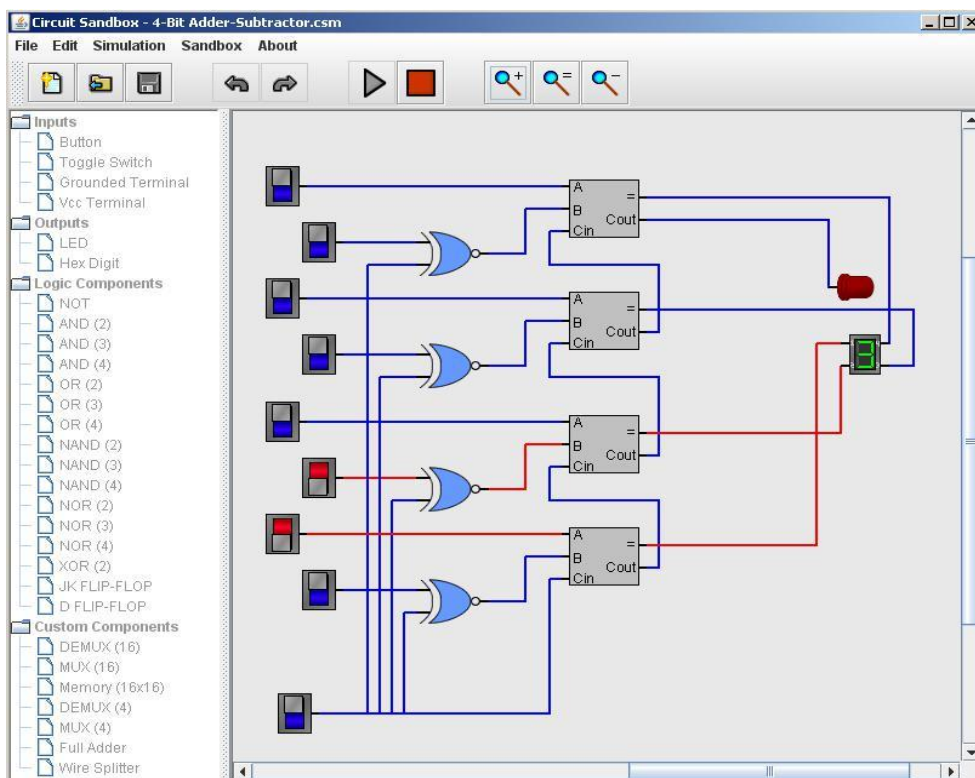 Circuit Sandbox - 4-Bit Adder-Subtractor.csm
File Edit Simulation Sandbox About
Inputs
Button
Toggle Switch
Grounded Terminal
Vcc Terminal
Outputs
LED
Hex Digit
Logic Components
NOT
AND (2)
AND (3)
AND (4)
OR (2)
OR (3)
OR (4)
NAND (2)
NAND (3)
NAND (4)
NOR (2)
NOR (3)
NOR (4)
XOR (2)
JK FLIP-FLOP
D FLIP-FLOP
Custom Components
DEMUX (16)
MUX (16)
Memory (16x16)
DEMUX (4)
MUX (4)
Full Adder
Wire Splitter
A
=
B
Cout
Cin
A
=
B
Cout
Cin
3
A
=
B
Cout
Cin
A
=
B
Cout
Cin